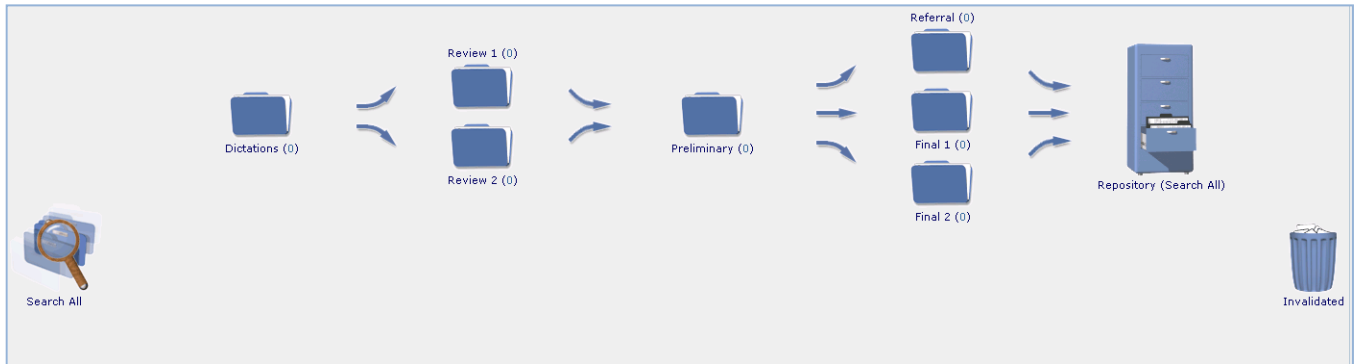 Referral (0)
Review 1 (0)
Dictations (0)
Preliminary (0)
Final 1 (0)
Review 2 (0)
Repository (Search All)
Final 2 (0)
Search All
Invalidated